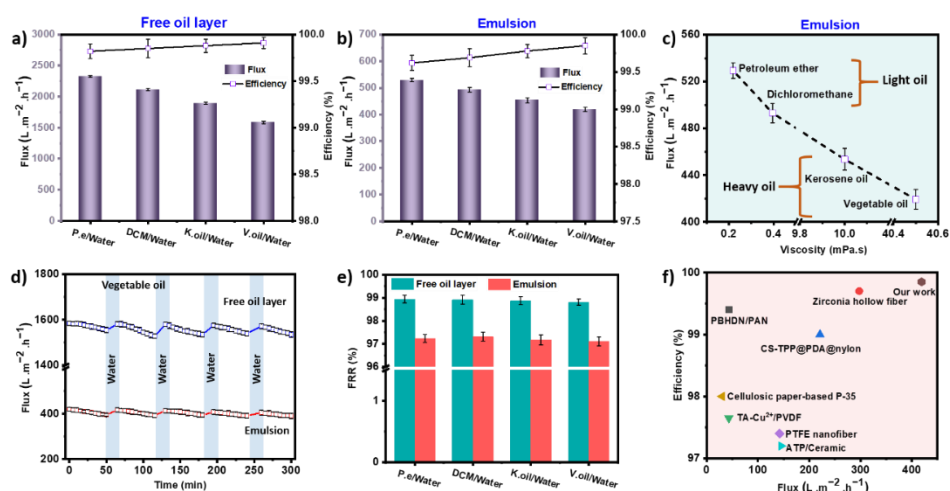 Free oil layer
a)
3000
2500
2000
1500
1000
500
0
Flux (L .m⁻² .h⁻¹)
Flux
Efficiency
100.0
99.5
99.0
98.5
98.0
Efficiency (%)
P.e/Water
DCM/Water
K.oil/Water
V.oil/Water
Emulsion
b)
700
600
500
400
300
200
100
0
Flux (L .m⁻² .h⁻¹)
Flux
Efficiency
100.0
99.5
99.0
98.5
98.0
97.5
Efficiency (%)
P.e/Water
DCM/Water
K.oil/Water
V.oil/Water
Emulsion
c)
560
520
480
440
400
Flux (L .m⁻² .h⁻¹)
Petroleum ether
Light oil
Dichloromethane
Heavy oil
Kerosene oil
Vegetable oil
0.2 0.4 9.8 10.0 40.4 40.6
Viscosity (mPa.s)
d)
1800
1600
1400
400
200
Flux (L .m⁻² .h⁻¹)
Vegetable oil
Free oil layer
Water
Water
Water
Water
Emulsion
0 50 100 150 200 250 300
Time (min)
e)
100
99
98
97
96
1
0
FRR (%)
Free oil layer
Emulsion
P.e/Water
DCM/Water
K.oil/Water
V.oil/Water
f)
100
99
98
97
Efficiency (%)
Our work
Zirconia hollow fiber
PBHDN/PAN
CS-TPP@PDA@nylon
Cellulosic paper-based P-35
TA-Cu²⁺/PVDF
PTFE nanofiber
ATP/Ceramic
0 100 200 300 400
Flux (L .m⁻² .h⁻¹)